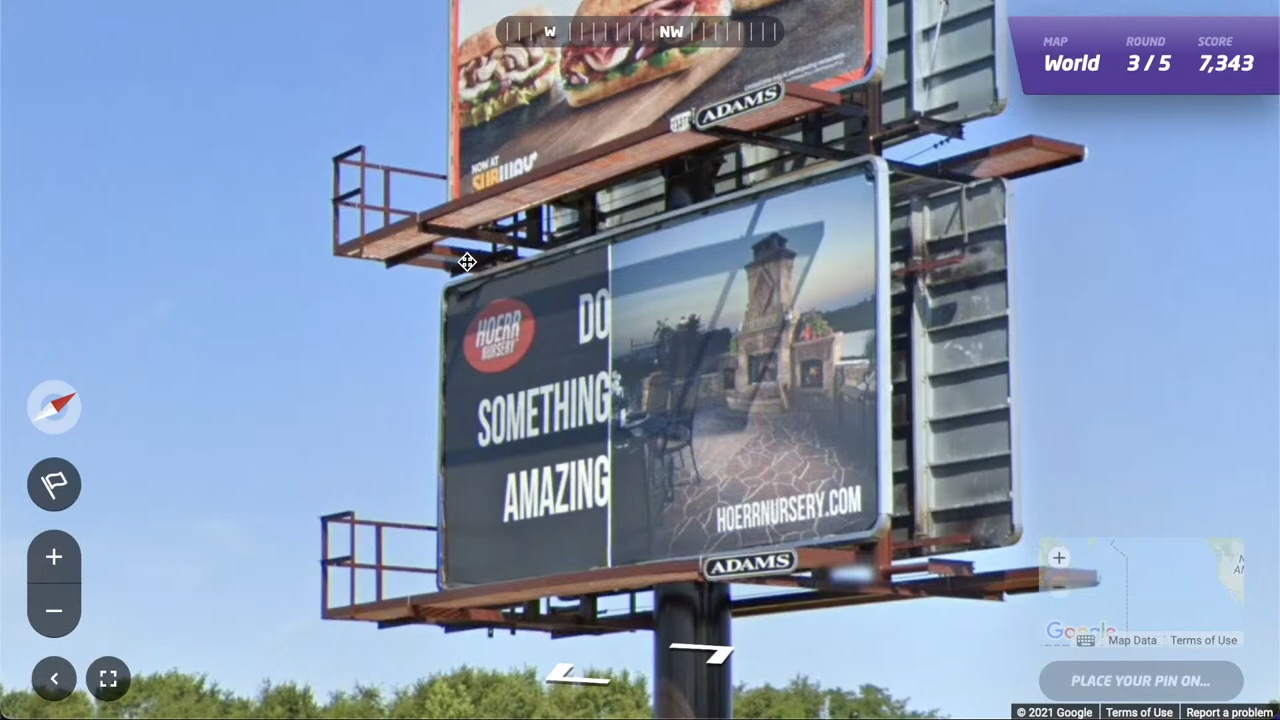 W
NW
MAP
ROUND
SCORE
World
3 / 5
7,343
ADAMS
NOW AT
SUBWAY
HOERR
NURSERY
DO
SOMETHING
AMAZING
HOERRNURSERY.COM
ADAMS
Google
Map Data
Terms of Use
PLACE YOUR PIN ON...
© 2021 Google
Terms of Use
Report a problem